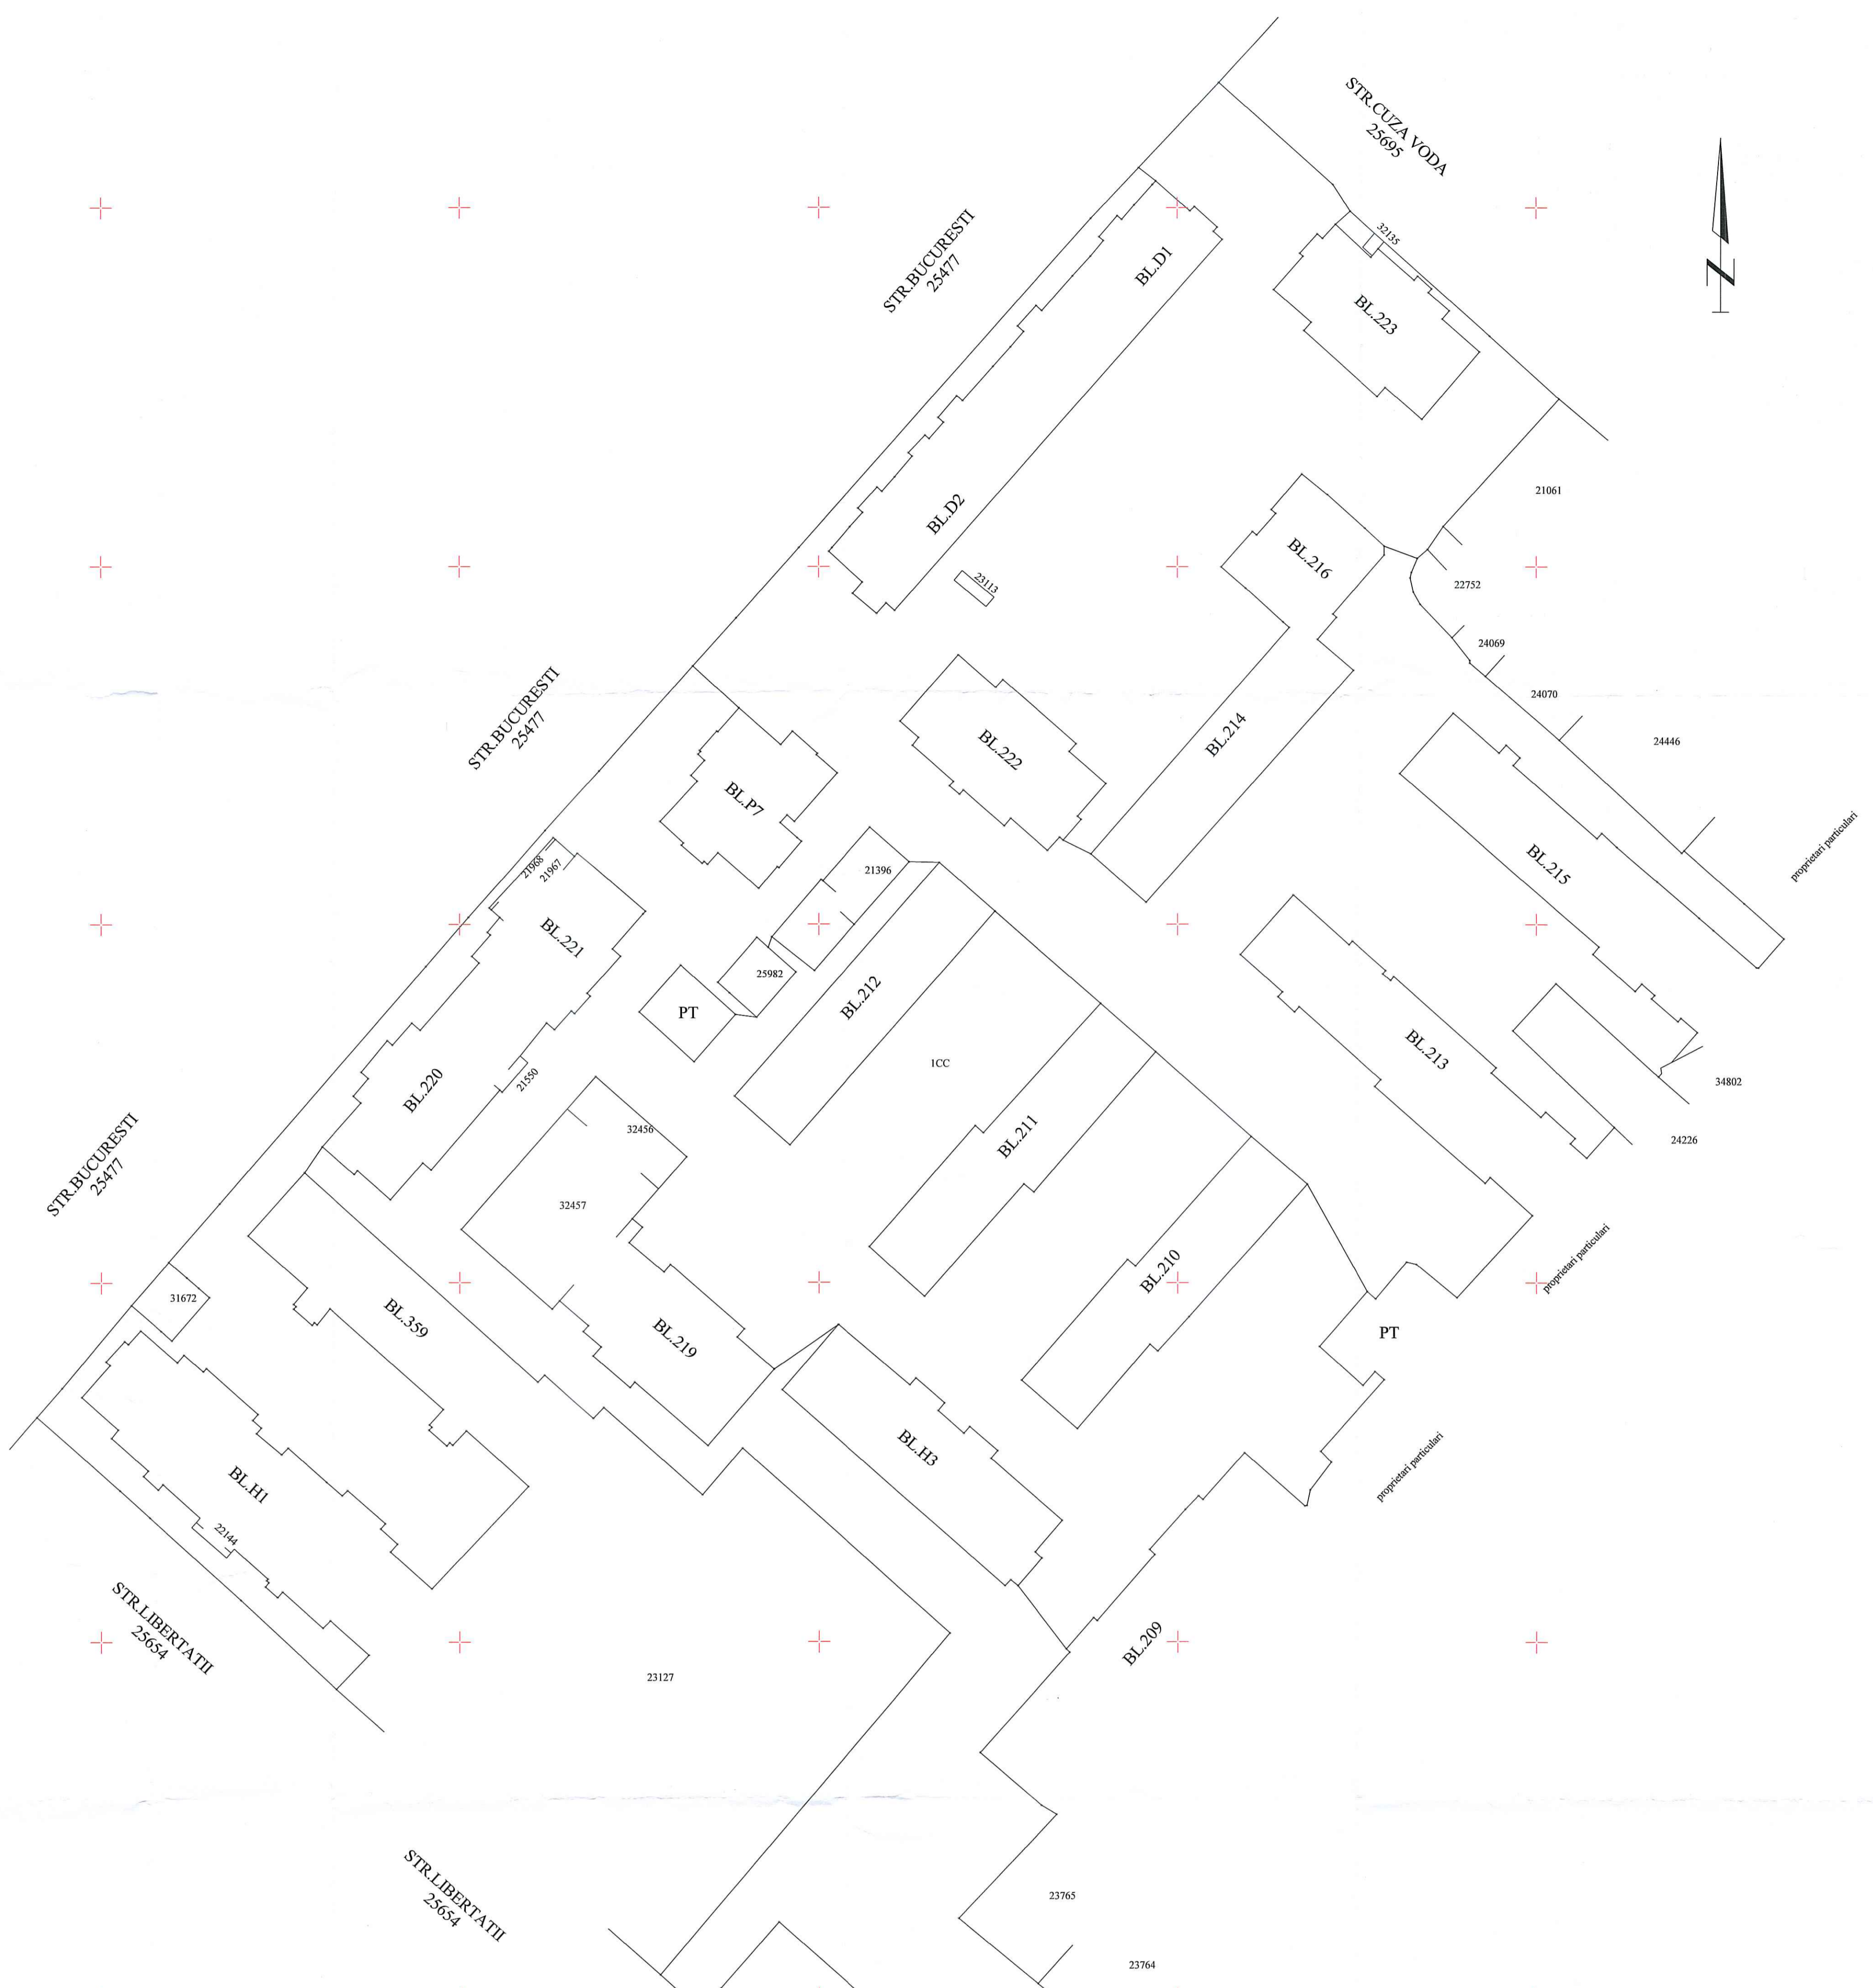 STR.CUZA VODA
25695
STR.BUCURESTI
25477
32135
BL.D1
BL.223
N
21061
BL.D2
BL.216
23113
22752
24069
24070
STR.BUCURESTI
25477
BL.222
BL.214
24446
BL.P7
proprietari particulari
21968
21967
21396
BL.215
BL.221
25982
BL.212
PT
1CC
BL.213
BL.220
21550
34802
32456
BL.211
24226
STR.BUCURESTI
25477
32457
BL.210
proprietari particulari
31672
BL.359
BL.219
PT
BL.H3
proprietari particulari
BL.H1
22144
STR.LIBERTATII
25654
BL.209
23127
STR.LIBERTATII
25654
23765
23764